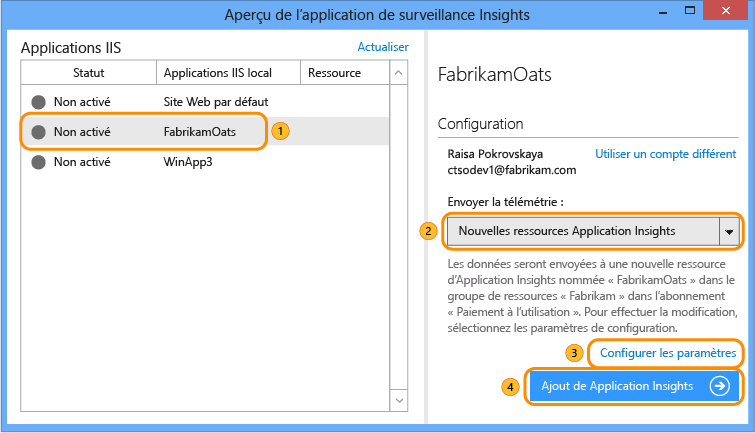 Aperçu de l'application de surveillance Insights
Applications IIS
Actualiser
Statut Applications IIS local Ressource
Non activé Site Web par défaut
Non activé FabrikamOats 1
Non activé WinApp3
FabrikamOats
Configuration
Raisa Pokrovskaya Utiliser un compte différent
ctsodev1@fabrikam.com
Envoyer la télémétrie :
2 Nouvelles ressources Application Insights
Les données seront envoyées à une nouvelle ressource
d'Application Insights nommée « FabrikamOats » dans le
groupe de ressources « Fabrikam » dans l'abonnement
« Paiement à l'utilisation ». Pour effectuer la modification,
sélectionnez les paramètres de configuration.
3 Configurer les paramètres
4 Ajout de Application Insights